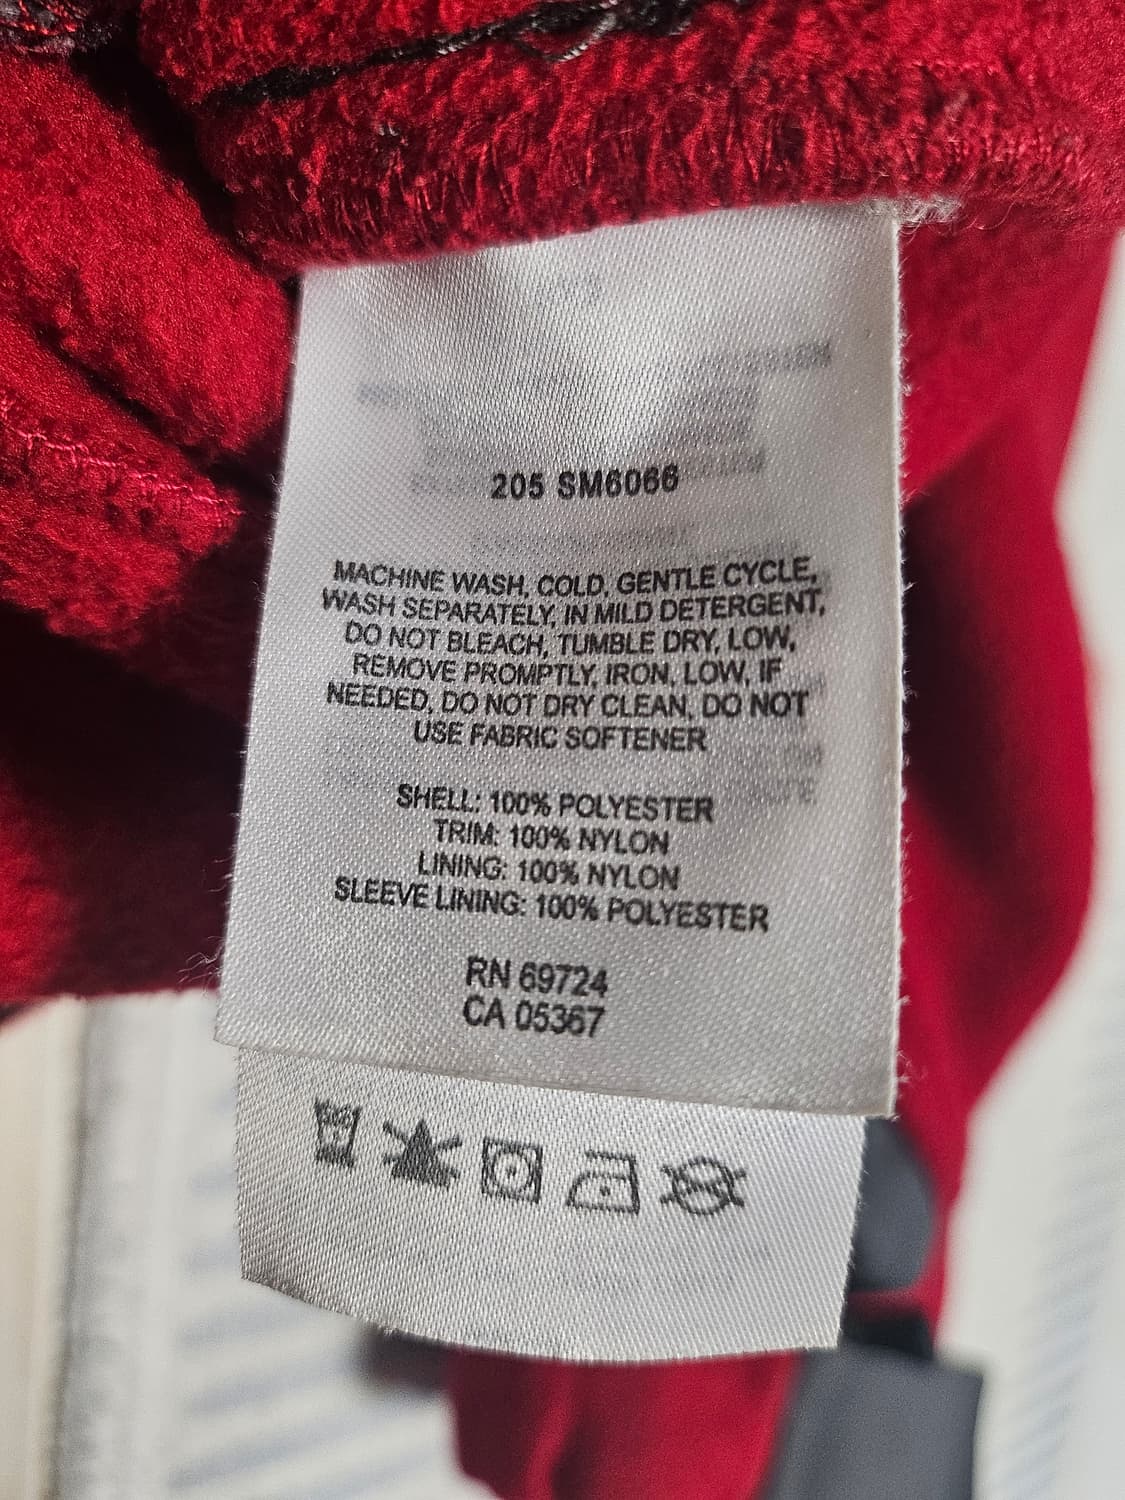 205 SM6066
MACHINE WASH, COLD, GENTLE CYCLE,
WASH SEPARATELY, IN MILD DETERGENT,
DO NOT BLEACH, TUMBLE DRY, LOW,
REMOVE PROMPTLY, IRON, LOW, IF
NEEDED, DO NOT DRY CLEAN, DO NOT
USE FABRIC SOFTENER
SHELL: 100% POLYESTER
TRIM: 100% NYLON
LINING: 100% NYLON
SLEEVE LINING: 100% POLYESTER
RN 69724
CA 05367